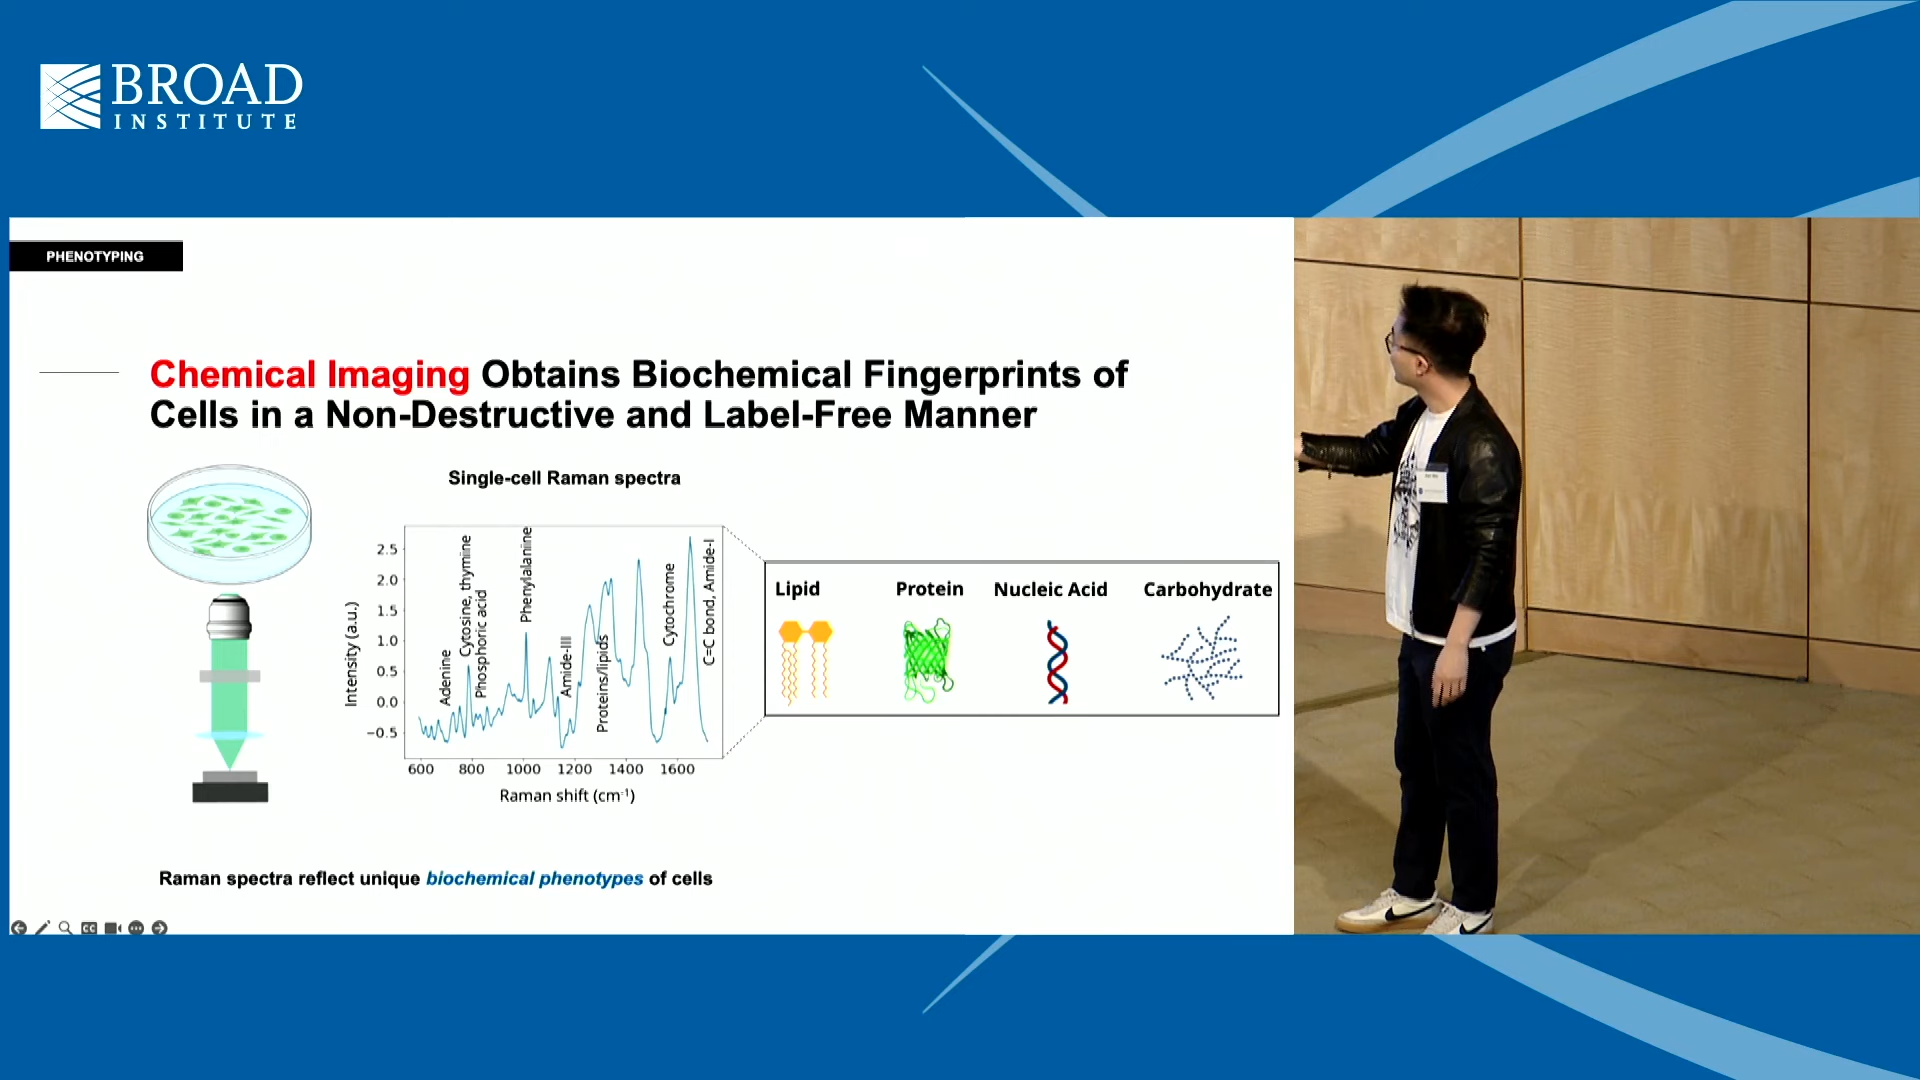 BROAD
INSTITUTE
PHENOTYPING
Chemical Imaging Obtains Biochemical Fingerprints of
Cells in a Non-Destructive and Label-Free Manner
Single-cell Raman spectra
Intensity (a.u.)
2.5
2.0
1.5
1.0
0.5
0.0
−0.5
Adenine
Cytosine, thymine
Phosphoric acid
Phenylalanine
Amide-III
Proteins/lipids
Cytochrome
C=C bond, Amide-I
600 800 1000 1200 1400 1600
Raman shift (cm⁻¹)
Lipid Protein Nucleic Acid Carbohydrate
Raman spectra reflect unique biochemical phenotypes of cells
CC